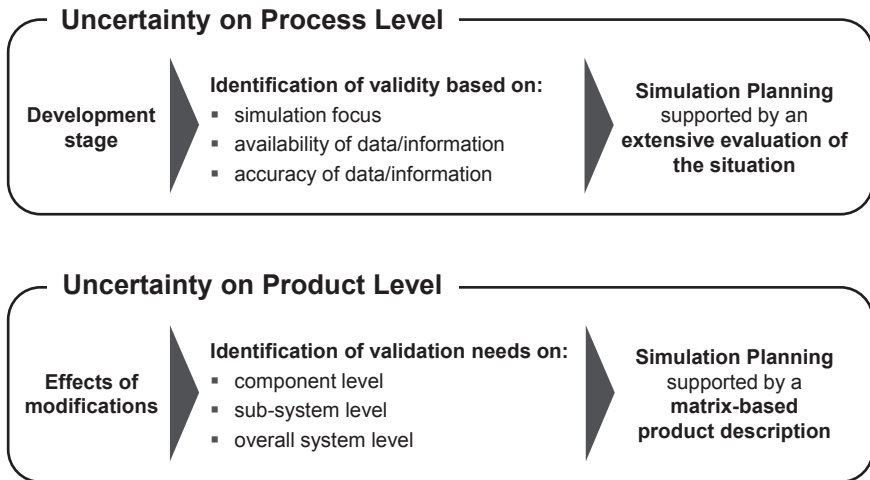 Uncertainty on Process Level
Development
stage
Identification of validity based on:
▪ simulation focus
▪ availability of data/information
▪ accuracy of data/information
Simulation Planning
supported by an
extensive evaluation of
the situation
Uncertainty on Product Level
Effects of
modifications
Identification of validation needs on:
▪ component level
▪ sub-system level
▪ overall system level
Simulation Planning
supported by a
matrix-based
product description